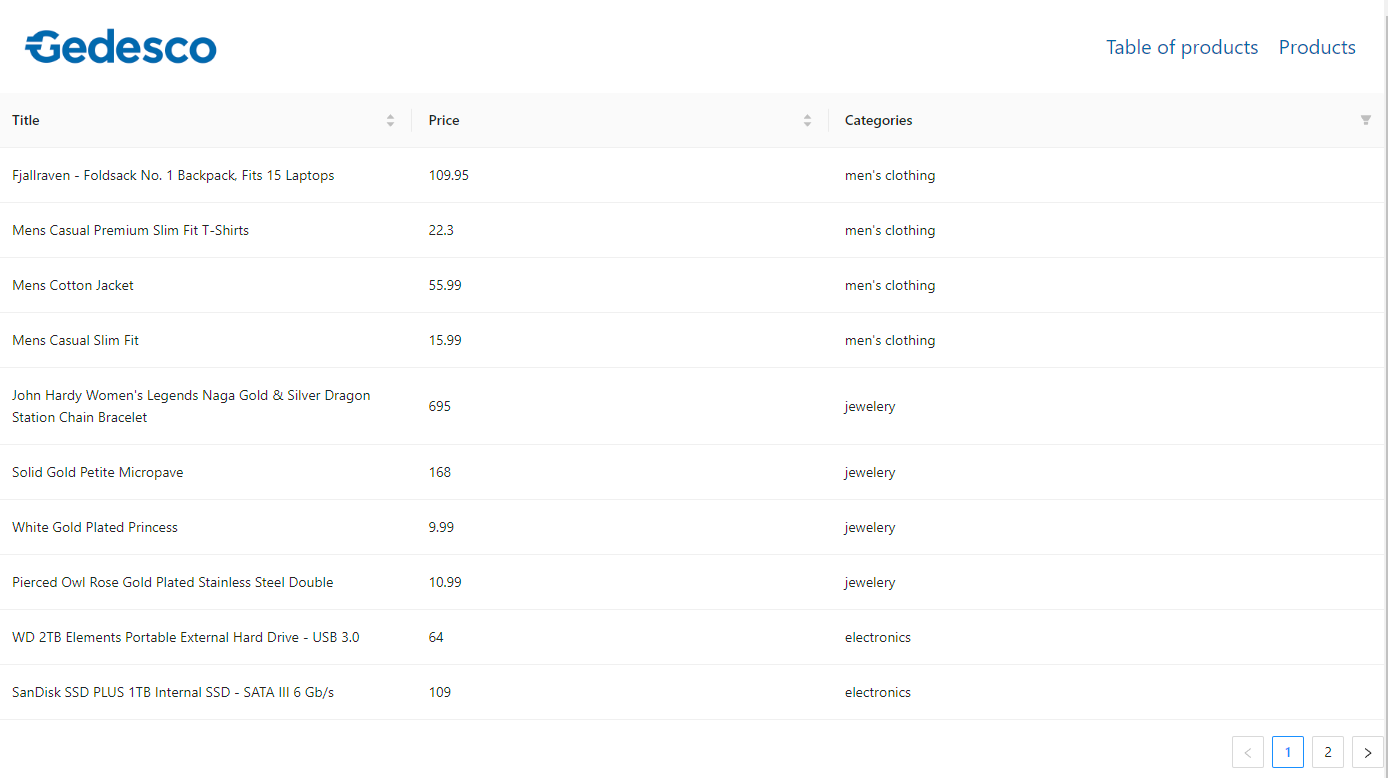 Gedesco
Table of products Products
Title Price Categories
Fjallraven - Foldsack No. 1 Backpack, Fits 15 Laptops 109.95 men's clothing
Mens Casual Premium Slim Fit T-Shirts 22.3 men's clothing
Mens Cotton Jacket 55.99 men's clothing
Mens Casual Slim Fit 15.99 men's clothing
John Hardy Women's Legends Naga Gold & Silver Dragon
Station Chain Bracelet 695 jewelery
Solid Gold Petite Micropave 168 jewelery
White Gold Plated Princess 9.99 jewelery
Pierced Owl Rose Gold Plated Stainless Steel Double 10.99 jewelery
WD 2TB Elements Portable External Hard Drive - USB 3.0 64 electronics
SanDisk SSD PLUS 1TB Internal SSD - SATA III 6 Gb/s 109 electronics
< 1 2 >